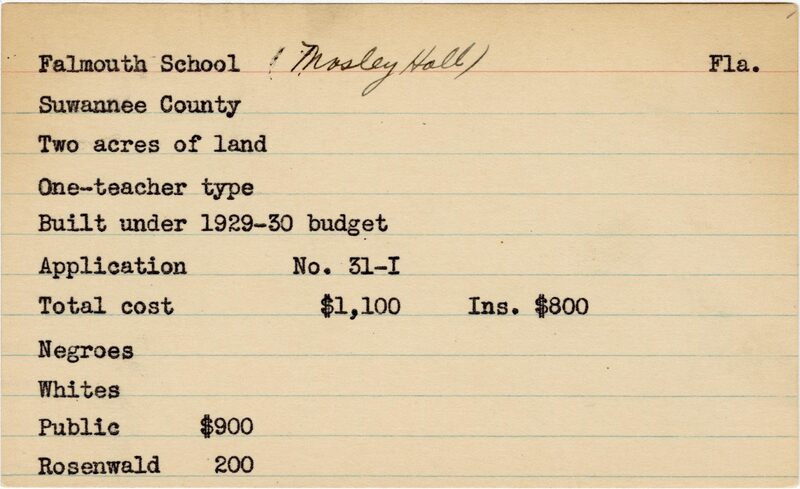 Falmouth School (Mosley Hall) Fla.
Suwannee County
Two acres of land
One-teacher type
Built under 1929-30 budget
Application No. 31-I
Total cost $1,100 Ins. $800
Negroes
Whites
Public $900
Rosenwald 200